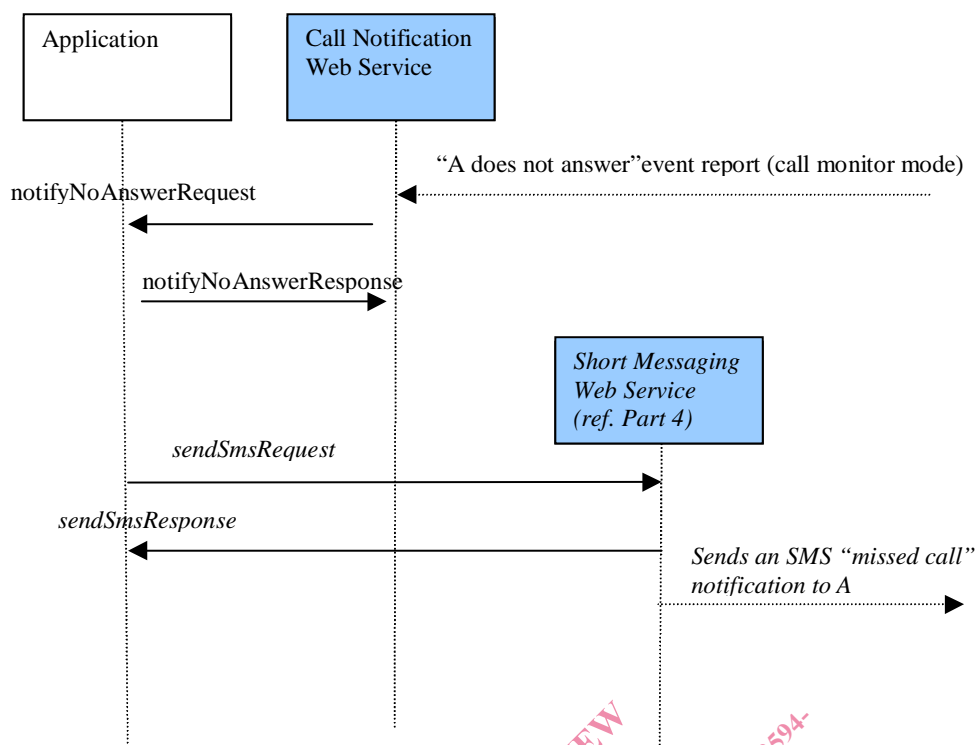 Application
Call Notification
Web Service
“A does not answer”event report (call monitor mode)
notifyNoAnswerRequest
notifyNoAnswerResponse
Short Messaging
Web Service
(ref. Part 4)
sendSmsRequest
sendSmsResponse
Sends an SMS “missed call”
notification to A